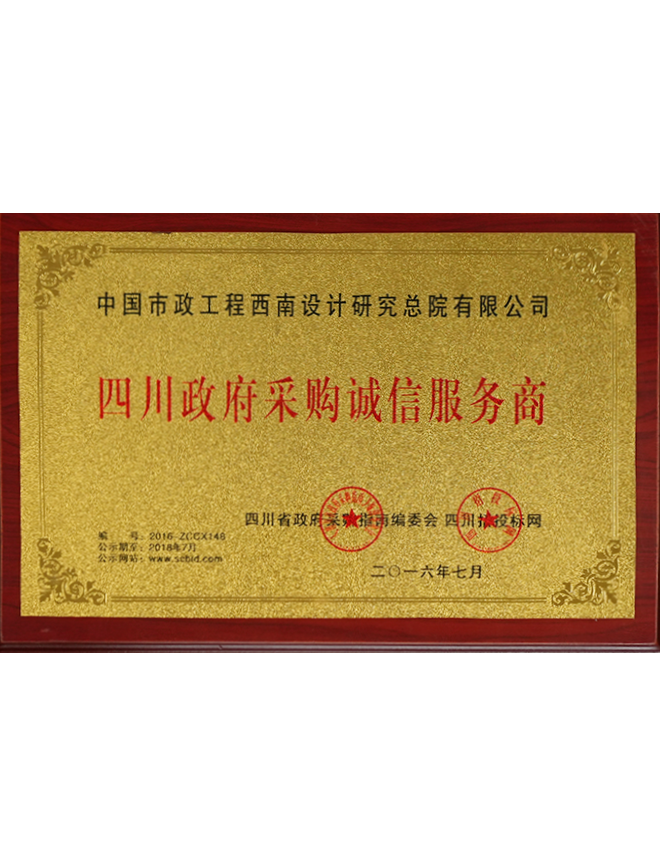 中国市政工程西南设计研究总院有限公司
四川政府采购诚信服务商
四川省政府采购指南编委会 四川招投标网
编　号：2016-ZCCX146
公示期至：2018年7月
公示网站：www.scbid.com
二〇一六年七月